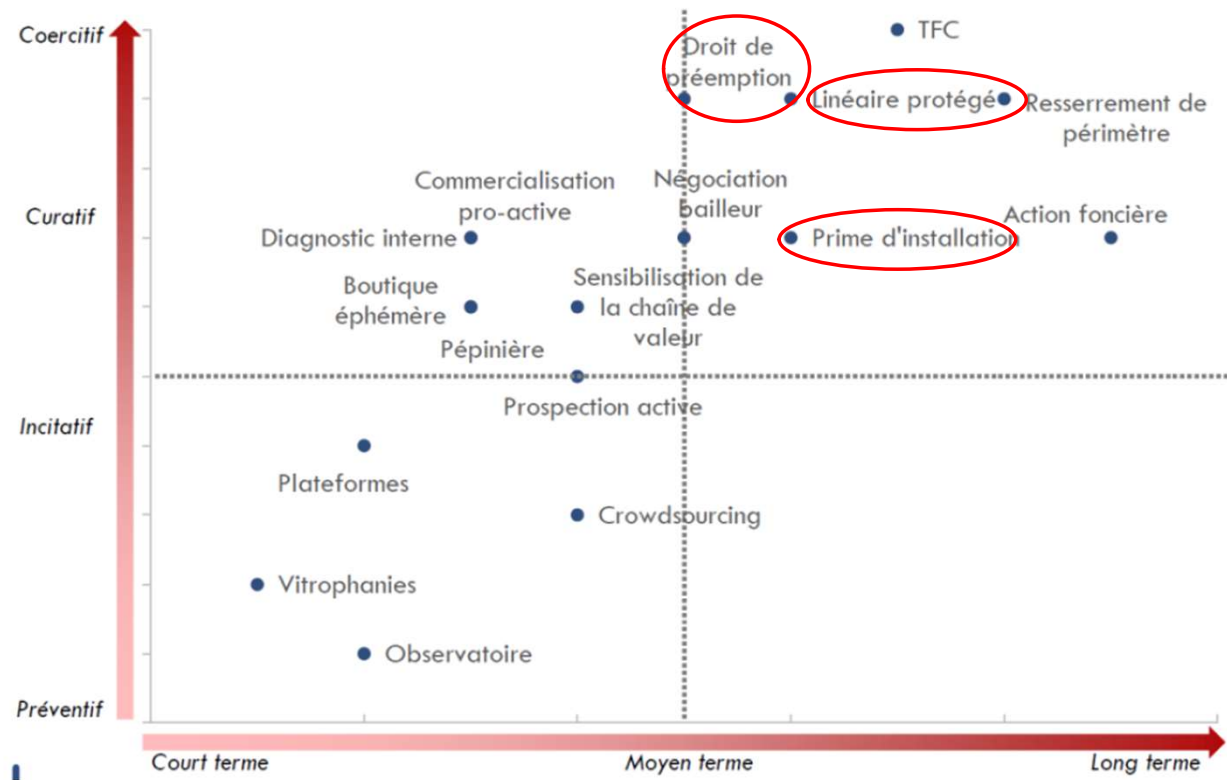 Coercitif
TFC
Droit de
préemption
Linéaire protégé
Resserrement de
périmètre
Commercialisation
pro-active
Négociation
bailleur
Curatif
Action foncière
Diagnostic interne
Prime d'installation
Boutique
éphémère
Sensibilisation de
la chaîne de
valeur
Pépinière
Prospection active
Incitatif
Plateformes
Crowdsourcing
Vitrophanies
Observatoire
Préventif
Court terme
Moyen terme
Long terme